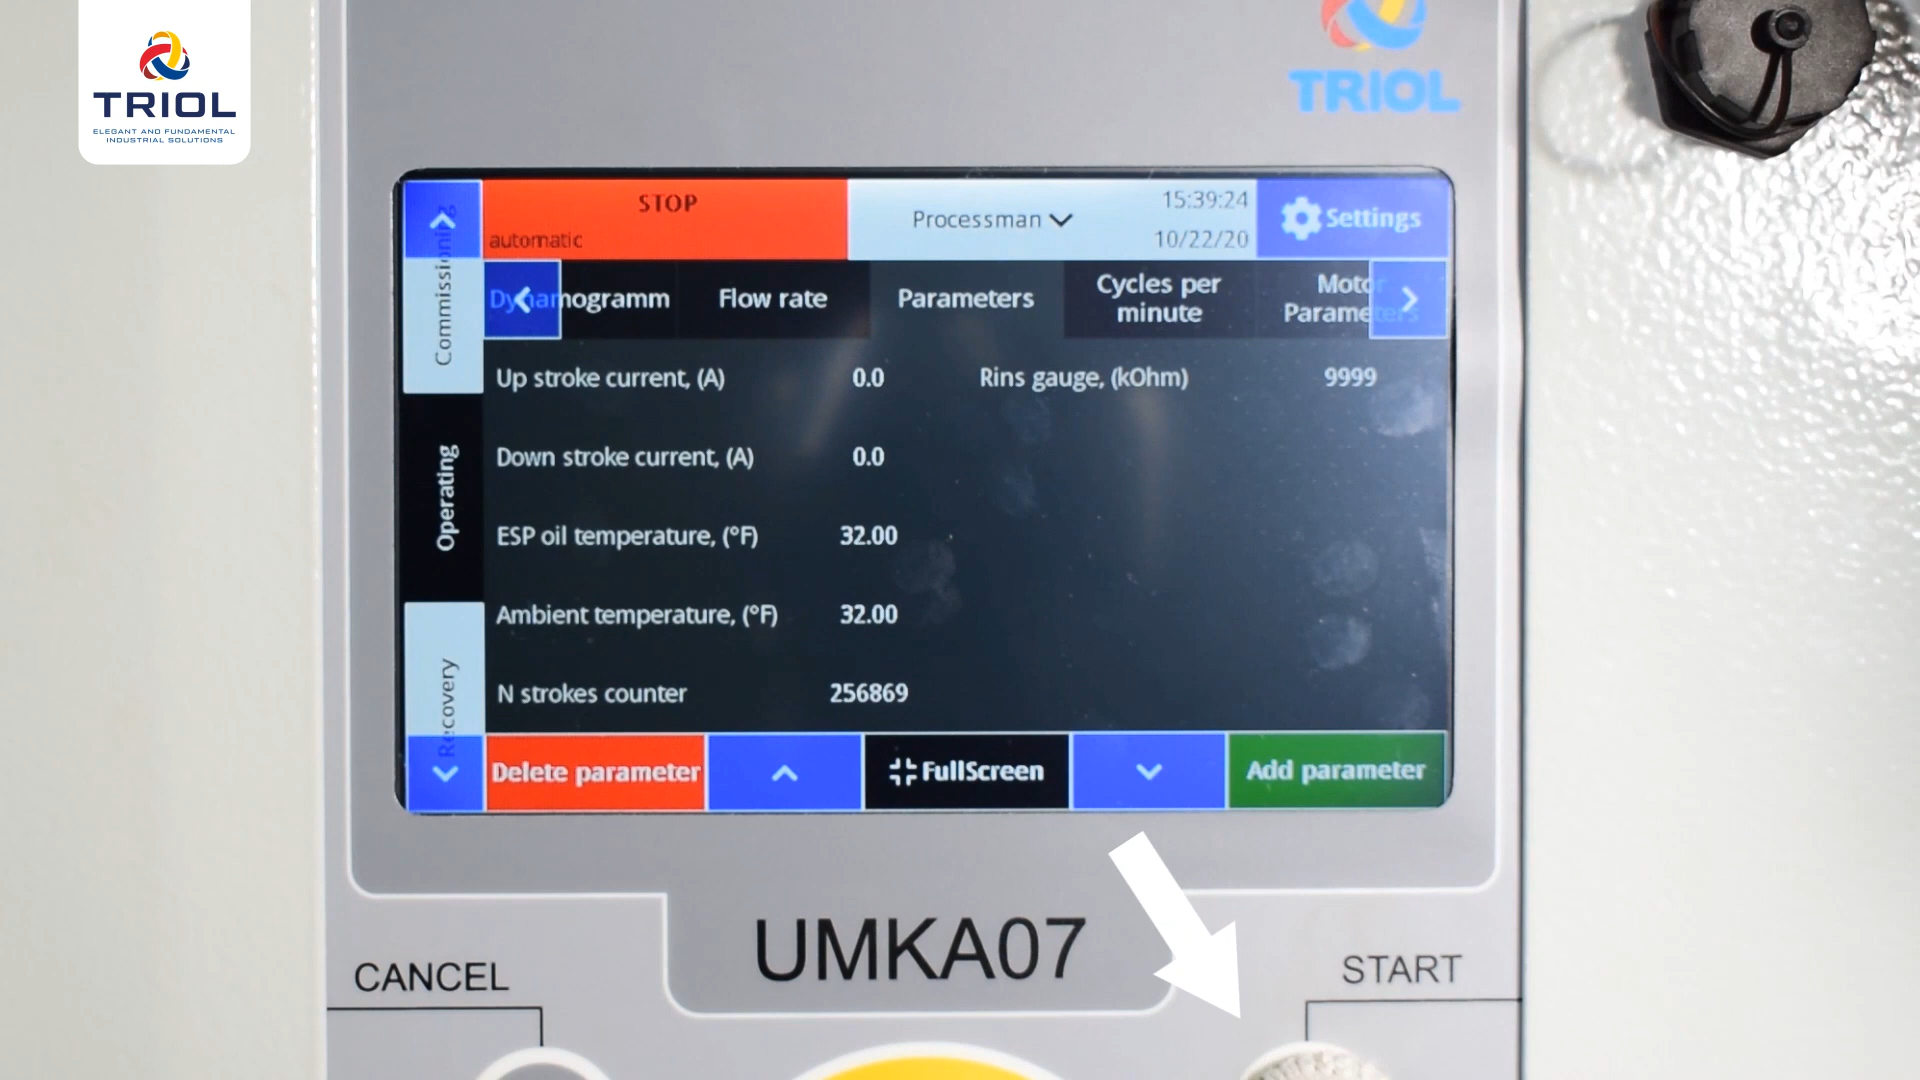 TRIOL
ELEGANT AND FUNDAMENTAL
INDUSTRIAL SOLUTIONS
TRIOL
STOP
automatic
Processman
15:39:24
10/22/20
Settings
Commissioning
Operating
Recovery
Dynamogramm
Flow rate
Parameters
Cycles per
minute
Motor
Parameters
Up stroke current, (A) 0.0 Rins gauge, (kOhm) 9999
Down stroke current, (A) 0.0
ESP oil temperature, (°F) 32.00
Ambient temperature, (°F) 32.00
N strokes counter 256869
Delete parameter
FullScreen
Add parameter
UMKA07
CANCEL
START